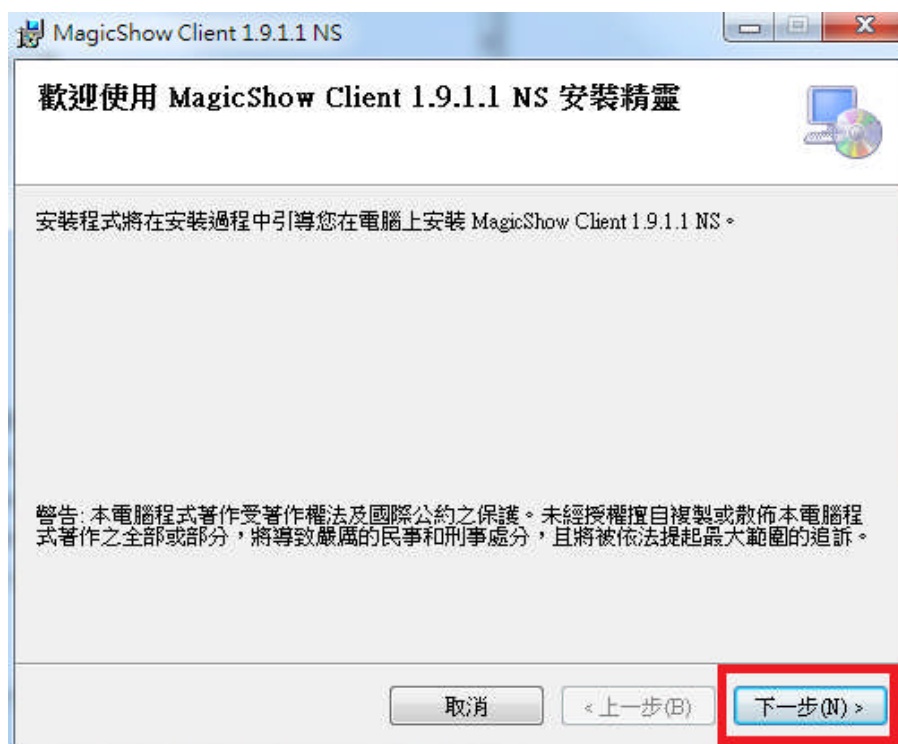 MagicShow Client 1.9.1.1 NS
歡迎使用 MagicShow Client 1.9.1.1 NS 安裝精靈
安裝程式將在安裝過程中引導您在電腦上安裝 MagicShow Client 1.9.1.1 NS。
警告: 本電腦程式著作受著作權法及國際公約之保護。未經授權擅自複製或散佈本電腦程
式著作之全部或部分，將導致嚴厲的民事和刑事處分，且將被依法提起最大範圍的追訴。
取消
<上一步(B)
下一步(N) >